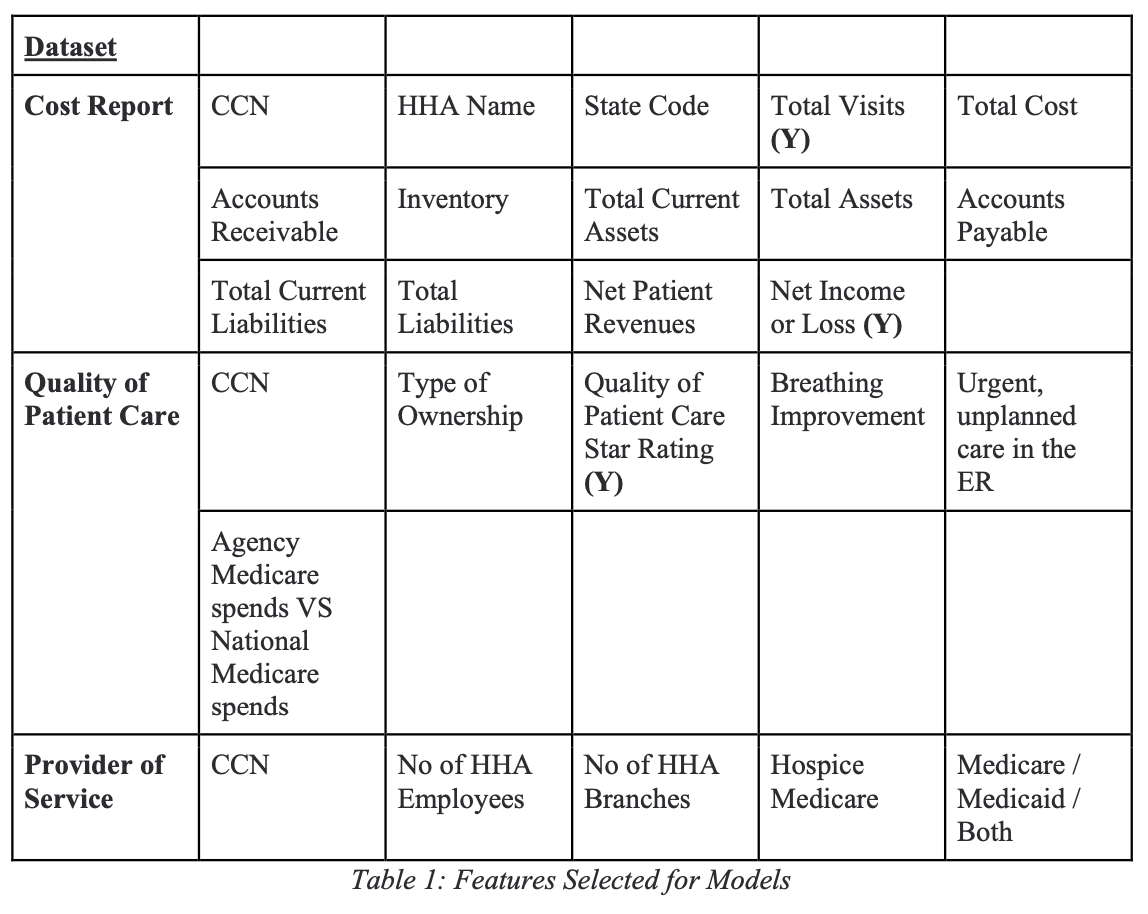 Dataset
Cost Report
CCN
HHA Name
State Code
Total Visits
(Y)
Total Cost
Accounts
Receivable
Inventory
Total Current
Assets
Total Assets
Accounts
Payable
Total Current
Liabilities
Total
Liabilities
Net Patient
Revenues
Net Income
or Loss (Y)
Quality of
Patient Care
CCN
Type of
Ownership
Quality of
Patient Care
Star Rating
(Y)
Breathing
Improvement
Urgent,
unplanned
care in the
ER
Agency
Medicare
spends VS
National
Medicare
spends
Provider of
Service
CCN
No of HHA
Employees
No of HHA
Branches
Hospice
Medicare
Medicare /
Medicaid /
Both
Table 1: Features Selected for Models